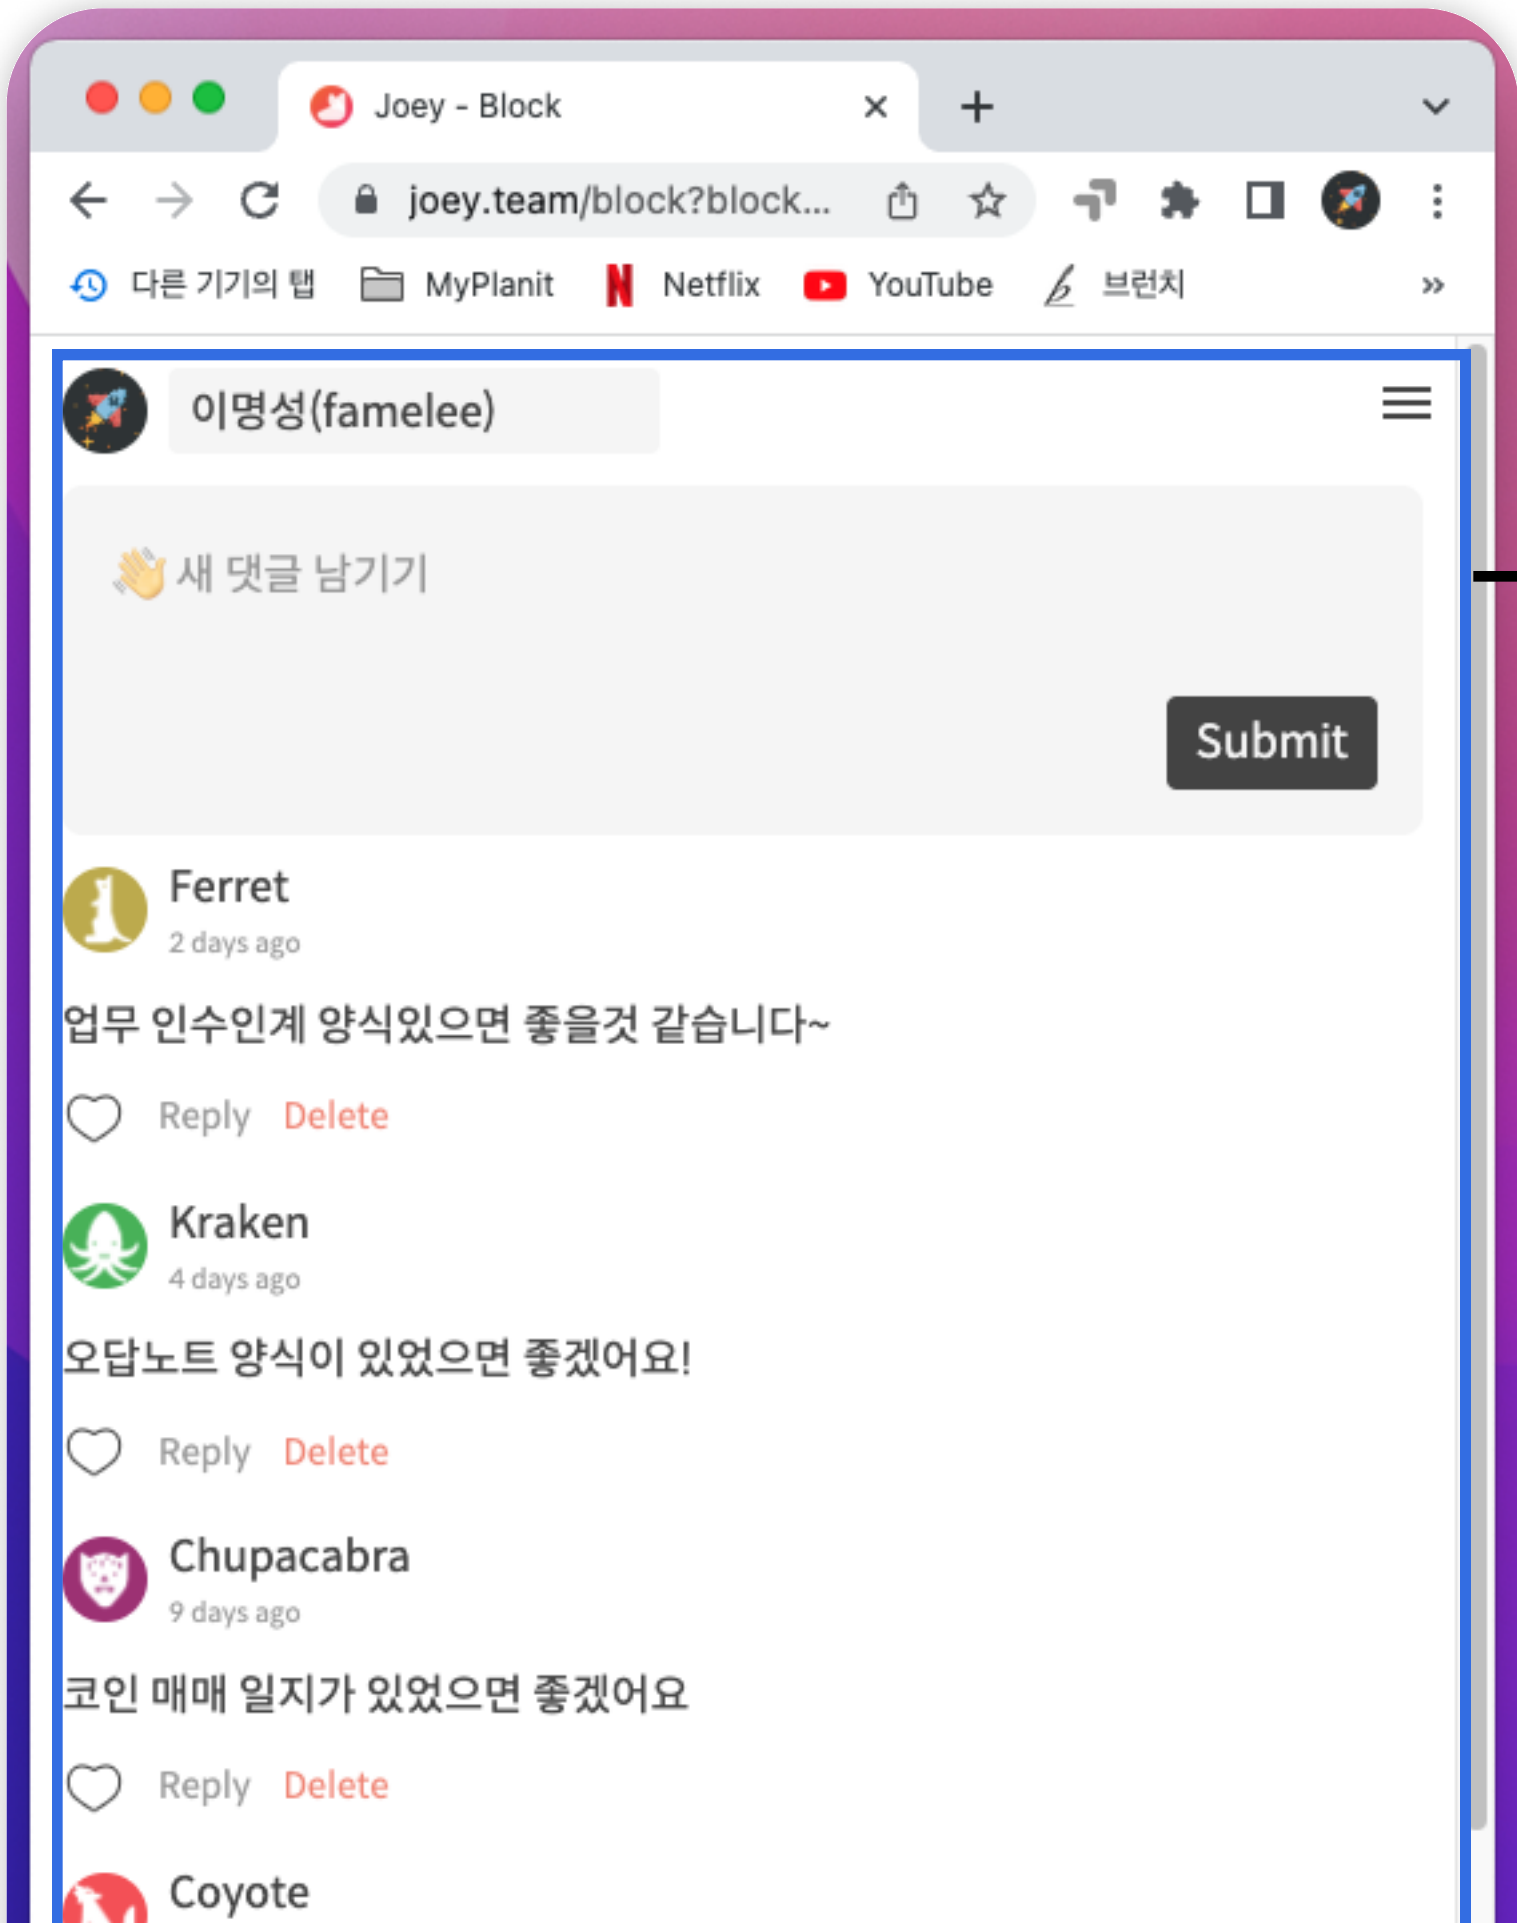 Joey - Block
joey.team/block?block...
다른 기기의 탭 MyPlanit Netflix YouTube 브런치
이명성(famelee)
새 댓글 남기기
Submit
Ferret
2 days ago
업무 인수인계 양식있으면 좋을것 같습니다~
Reply Delete
Kraken
4 days ago
오답노트 양식이 있었으면 좋겠어요!
Reply Delete
Chupacabra
9 days ago
코인 매매 일지가 있었으면 좋겠어요
Reply Delete
Coyote